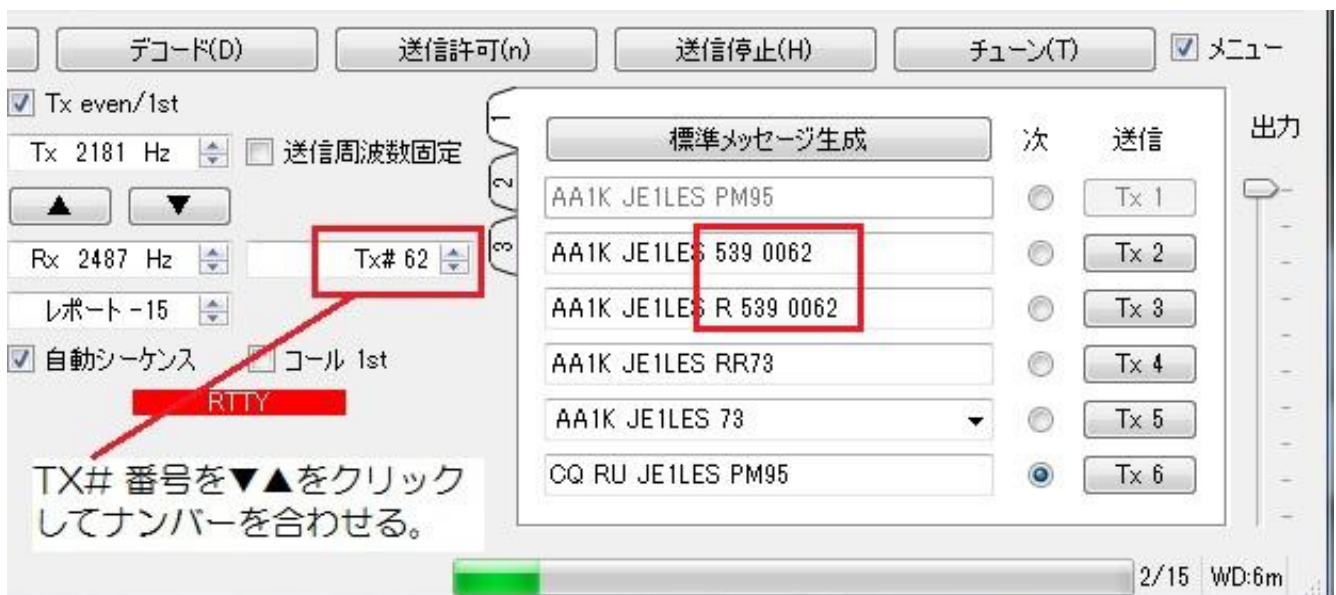 デコード(D) 送信許可(n) 送信停止(H) チューン(T) メニュー
Tx even/1st
Tx 2181 Hz 送信周波数固定
▲ ▼
Rx 2487 Hz Tx# 62
レポート -15
自動シーケンス コール 1st
RTTY
TX# 番号を▼▲をクリック
してナンバーを合わせる。
1
2
3
標準メッセージ生成 次 送信
AA1K JE1LES PM95 Tx 1
AA1K JE1LES 539 0062 Tx 2
AA1K JE1LES R 539 0062 Tx 3
AA1K JE1LES RR73 Tx 4
AA1K JE1LES 73 Tx 5
CQ RU JE1LES PM95 Tx 6
出力
2/15 WD:6m